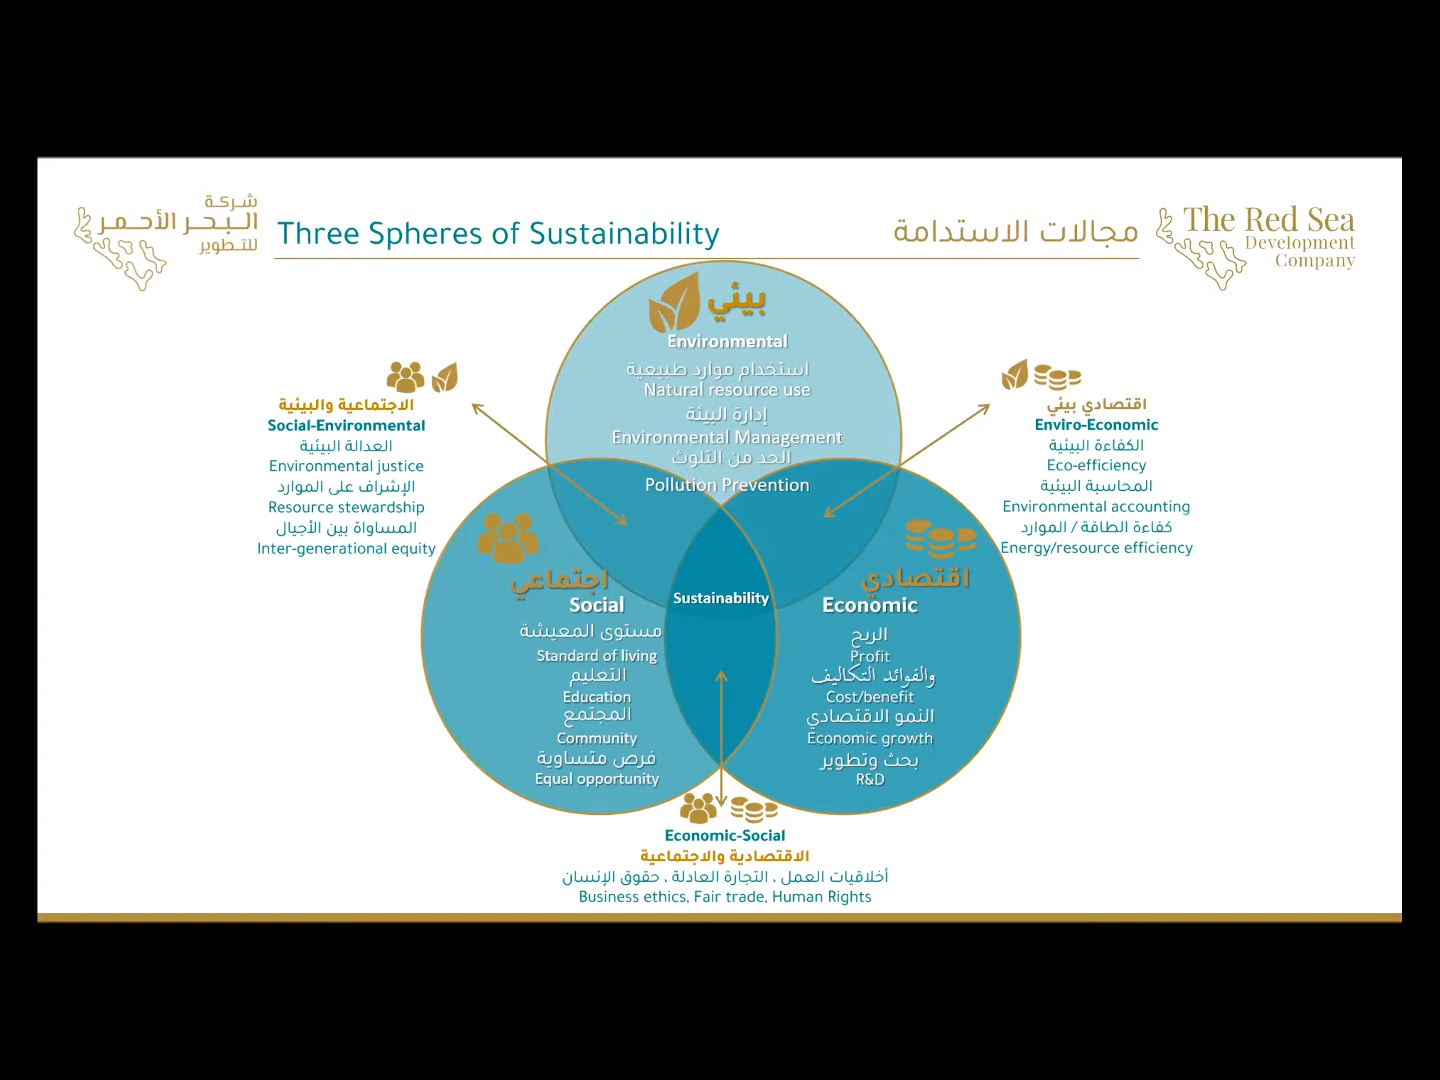 شركة
البحر الأحمر
للتطوير
Three Spheres of Sustainability
مجالات الاستدامة
The Red Sea
Development
Company
بيئي
Environmental
استخدام موارد طبيعية
Natural resource use
إدارة البيئة
Environmental Management
الحد من التلوث
Pollution Prevention
الاجتماعية والبيئية
Social-Environmental
العدالة البيئية
Environmental justice
الإشراف على الموارد
Resource stewardship
المساواة بين الأجيال
Inter-generational equity
اقتصادي بيئي
Enviro-Economic
الكفاءة البيئية
Eco-efficiency
المحاسبة البيئية
Environmental accounting
كفاءة الطاقة / الموارد
Energy/resource efficiency
اجتماعي
Social
مستوى المعيشة
Standard of living
التعليم
Education
المجتمع
Community
فرص متساوية
Equal opportunity
Sustainability
اقتصادي
Economic
الربح
Profit
والفوائد التكاليف
Cost/benefit
النمو الاقتصادي
Economic growth
بحث وتطوير
R&D
Economic-Social
الاقتصادية والاجتماعية
أخلاقيات العمل ، التجارة العادلة ، حقوق الإنسان
Business ethics, Fair trade, Human Rights